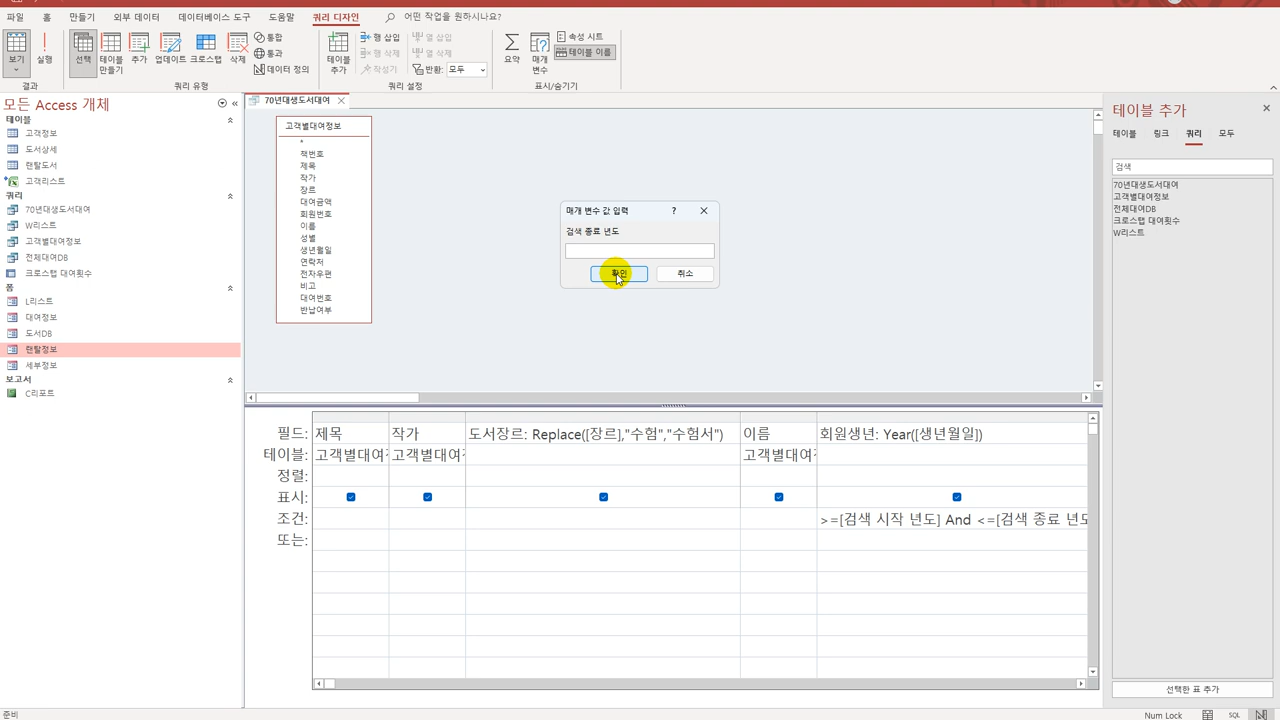 파일 홈 만들기 외부 데이터 데이터베이스 도구 도움말 쿼리 디자인 어떤 작업을 원하시나요?
보기 실행 선택 테이블 만들기 추가 업데이트 크로스탭 삭제
통합
통과
데이터 정의
테이블 추가
행 삽입
행 삭제
작성기
열 삽입
열 삭제
반환: 모두
요약 매개 변수
속성 시트
테이블 이름
결과 쿼리 유형 쿼리 설정 표시/숨기기
모든 Access 개체
테이블
고객정보
도서상세
랜탈도서
고객리스트
쿼리
70년대생도서대여
W리스트
고객별대여정보
전체대여DB
크로스탭 대여횟수
폼
L리스트
대여정보
도서DB
랜탈정보
세부정보
보고서
C리포트
70년대생도서대여
고객별대여정보
*
책번호
제목
작가
장르
대여금액
회원번호
이름
성별
생년월일
연락처
전자우편
비고
대여번호
반납여부
매개 변수 값 입력 ?
검색 종료 년도
확인 취소
필드: 제목 작가 도서장르: Replace([장르],"수험","수험서") 이름 회원생년: Year([생년월일])
테이블: 고객별대여 고객별대여 고객별대여
정렬:
표시:
조건: >=[검색 시작 년도] And <=[검색 종료 년도
또는:
테이블 추가
테이블 링크 쿼리 모두
검색
70년대생도서대여
고객별대여정보
전체대여DB
크로스탭 대여횟수
W리스트
선택한 표 추가
준비 Num Lock SQL